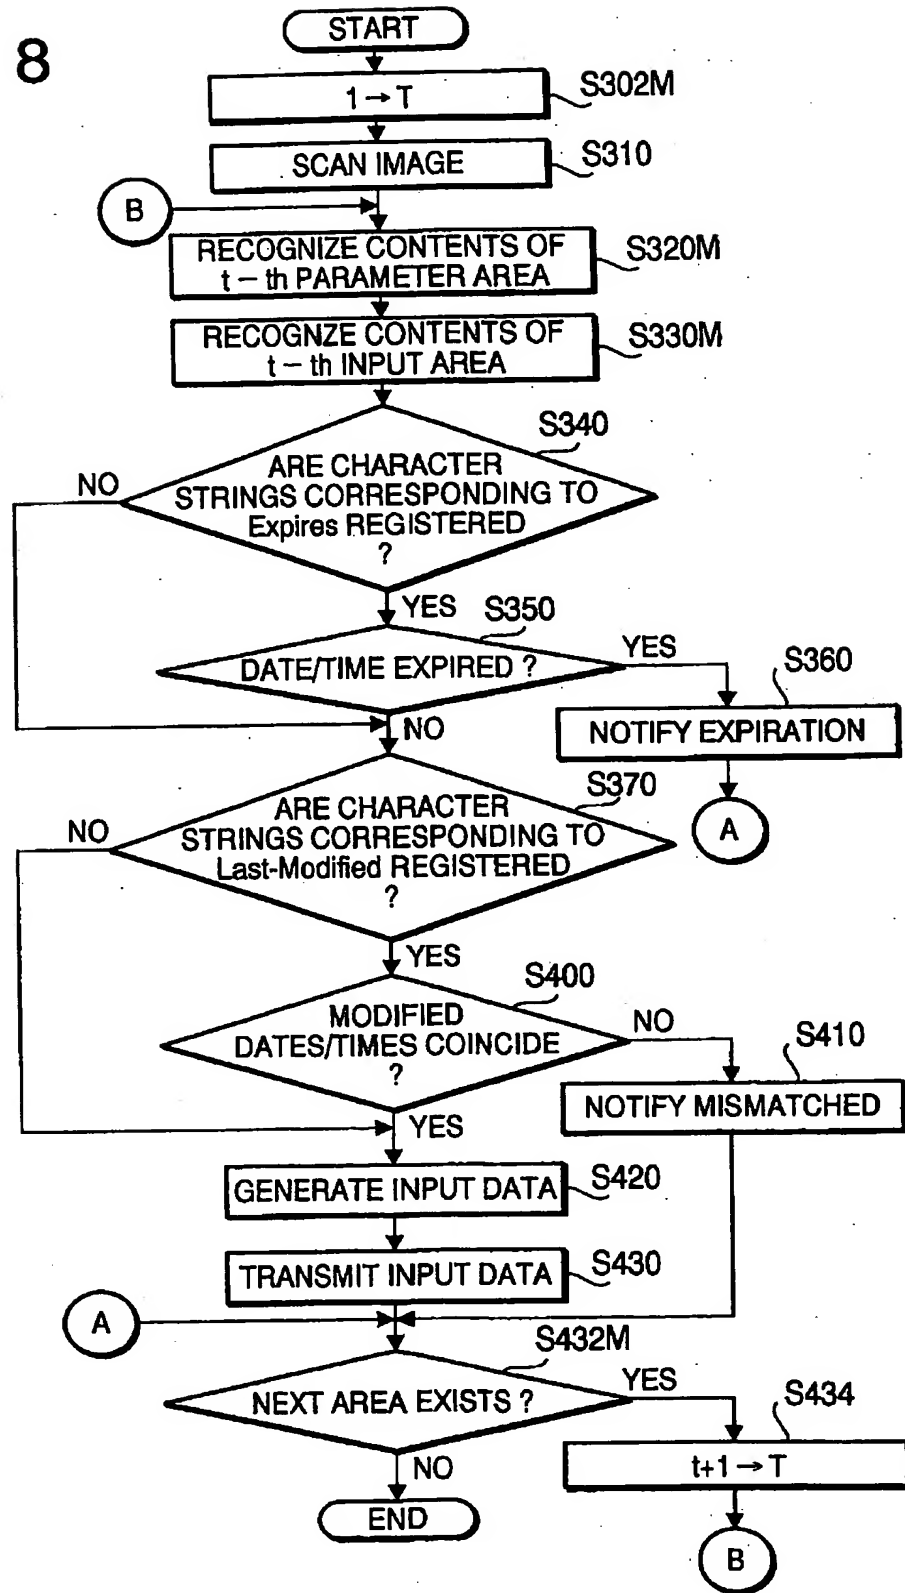 8
START
1 → T
S302M
SCAN IMAGE
S310
B
RECOGNIZE CONTENTS OF
t – th PARAMETER AREA
S320M
RECOGNZE CONTENTS OF
t – th INPUT AREA
S330M
S340
NO
ARE CHARACTER
STRINGS CORRESPONDING TO
Expires REGISTERED
?
YES
S350
DATE/TIME EXPIRED ?
YES
S360
NO
NOTIFY EXPIRATION
A
S370
NO
ARE CHARACTER
STRINGS CORRESPONDING TO
Last-Modified REGISTERED
?
YES
S400
MODIFIED
DATES/TIMES COINCIDE
?
NO
S410
NOTIFY MISMATCHED
YES
GENERATE INPUT DATA
S420
TRANSMIT INPUT DATA
S430
A
S432M
NEXT AREA EXISTS ?
YES
S434
t+1 → T
NO
END
B